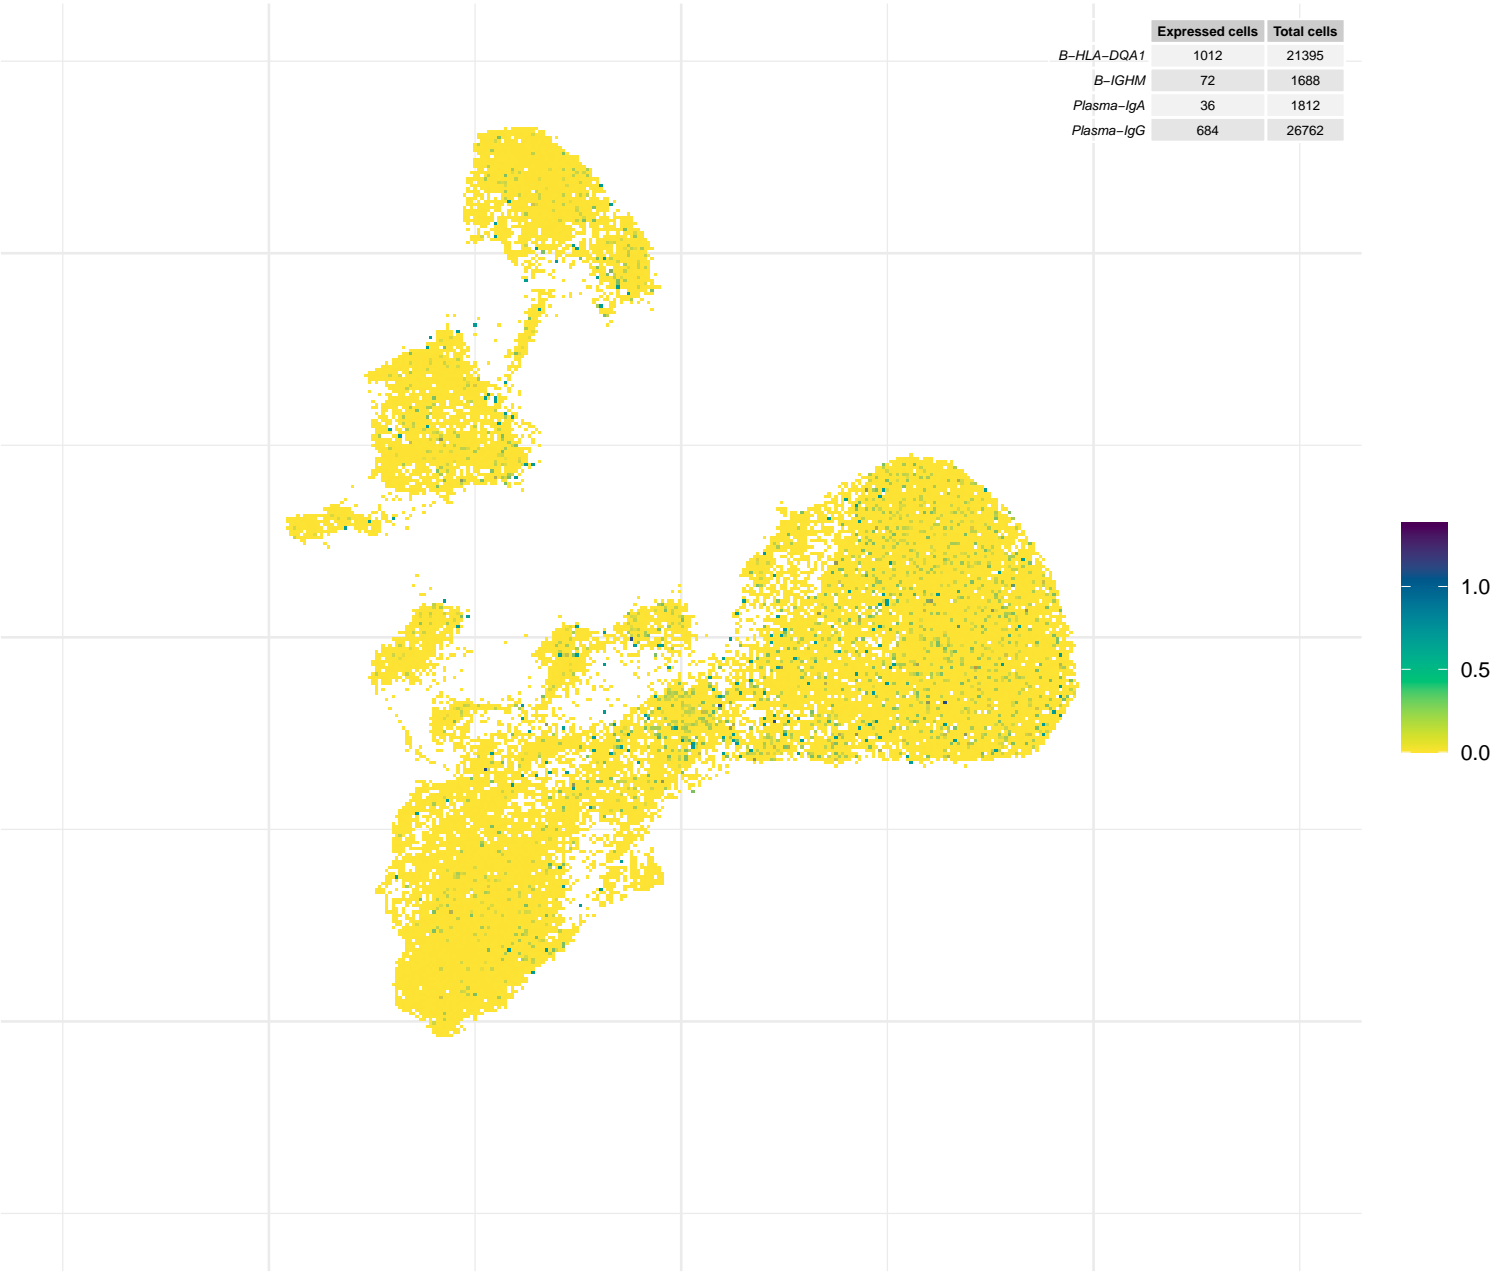 Expressed cells Total cells
B−HLA−DQA1 1012 21395
B−IGHM 72 1688
Plasma−IgA 36 1812
Plasma−IgG 684 26762
1.0
0.5
0.0